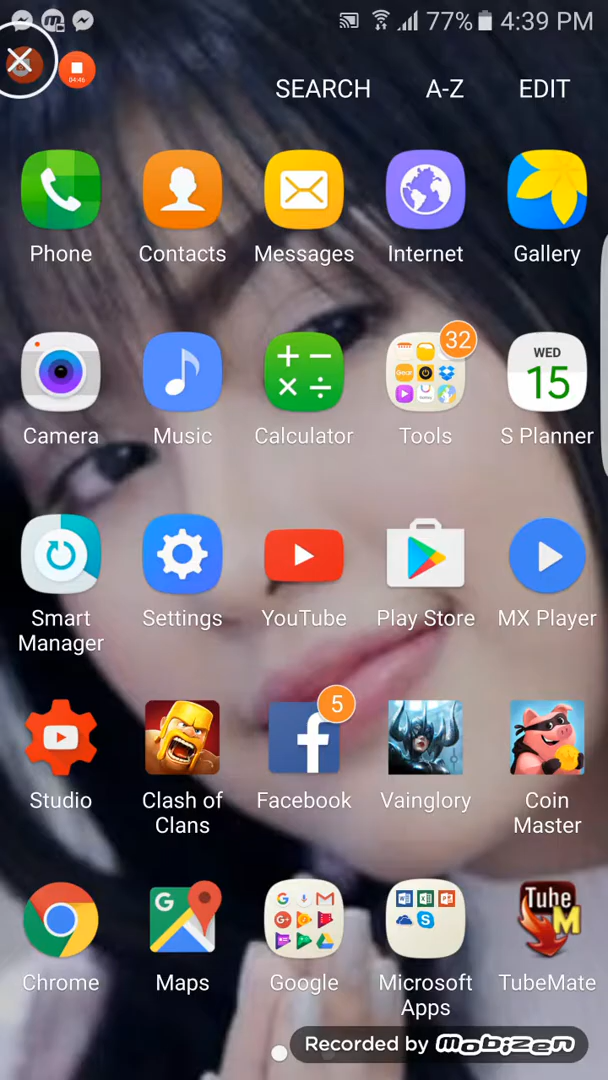 77% 4:39 PM
04:46
SEARCH A-Z EDIT
Phone Contacts Messages Internet Gallery
32
WED
15
Camera Music Calculator Tools S Planner
Smart Manager Settings YouTube Play Store MX Player
5
Studio Clash of Clans Facebook Vainglory Coin Master
Tube
M
Chrome Maps Google Microsoft Apps TubeMate
Recorded by mobizen